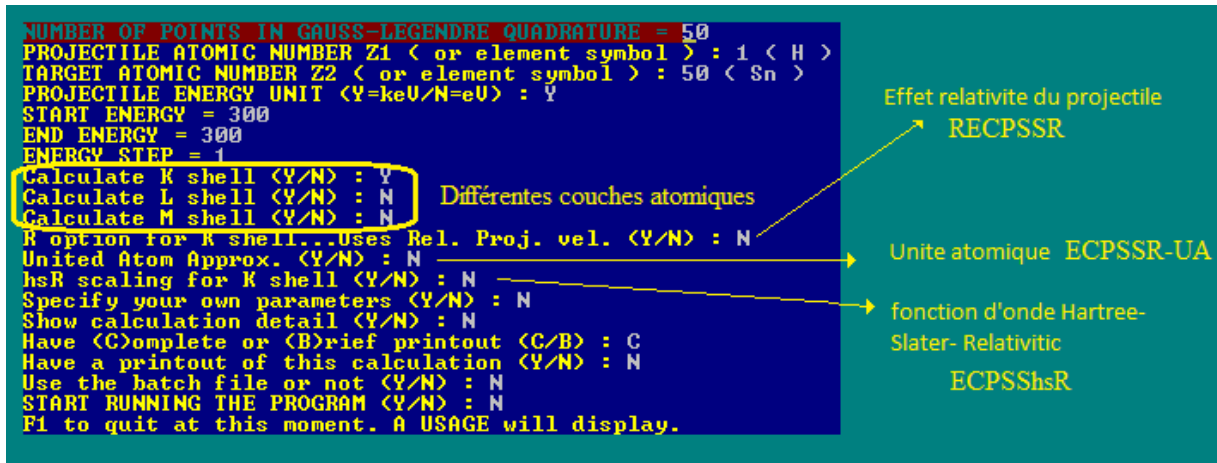 NUMBER OF POINTS IN GAUSS-LEGENDRE QUADRATURE = 50
PROJECTILE ATOMIC NUMBER Z1 ( or element symbol ) : 1 ( H )
TARGET ATOMIC NUMBER Z2 ( or element symbol ) : 50 ( Sn )
PROJECTILE ENERGY UNIT (Y=keV/N=eV) : Y
START ENERGY = 300
END ENERGY = 300
ENERGY STEP = 1
Calculate K shell (Y/N) : Y
Calculate L shell (Y/N) : N
Calculate M shell (Y/N) : N
R option for K shell...Uses Rel. Proj. vel. (Y/N) : N
United Atom Approx. (Y/N) : N
hsR scaling for K shell (Y/N) : N
Specify your own parameters (Y/N) : N
Show calculation detail (Y/N) : N
Have (C)omplete or (B)rief printout (C/B) : C
Have a printout of this calculation (Y/N) : N
Use the batch file or not (Y/N) : N
START RUNNING THE PROGRAM (Y/N) : N
F1 to quit at this moment. A USAGE will display.
Différentes couches atomiques
Effet relativite du projectile
RECPSSR
Unite atomique ECPSSR-UA
fonction d'onde Hartree-
Slater- Relativitic
ECPSShsR